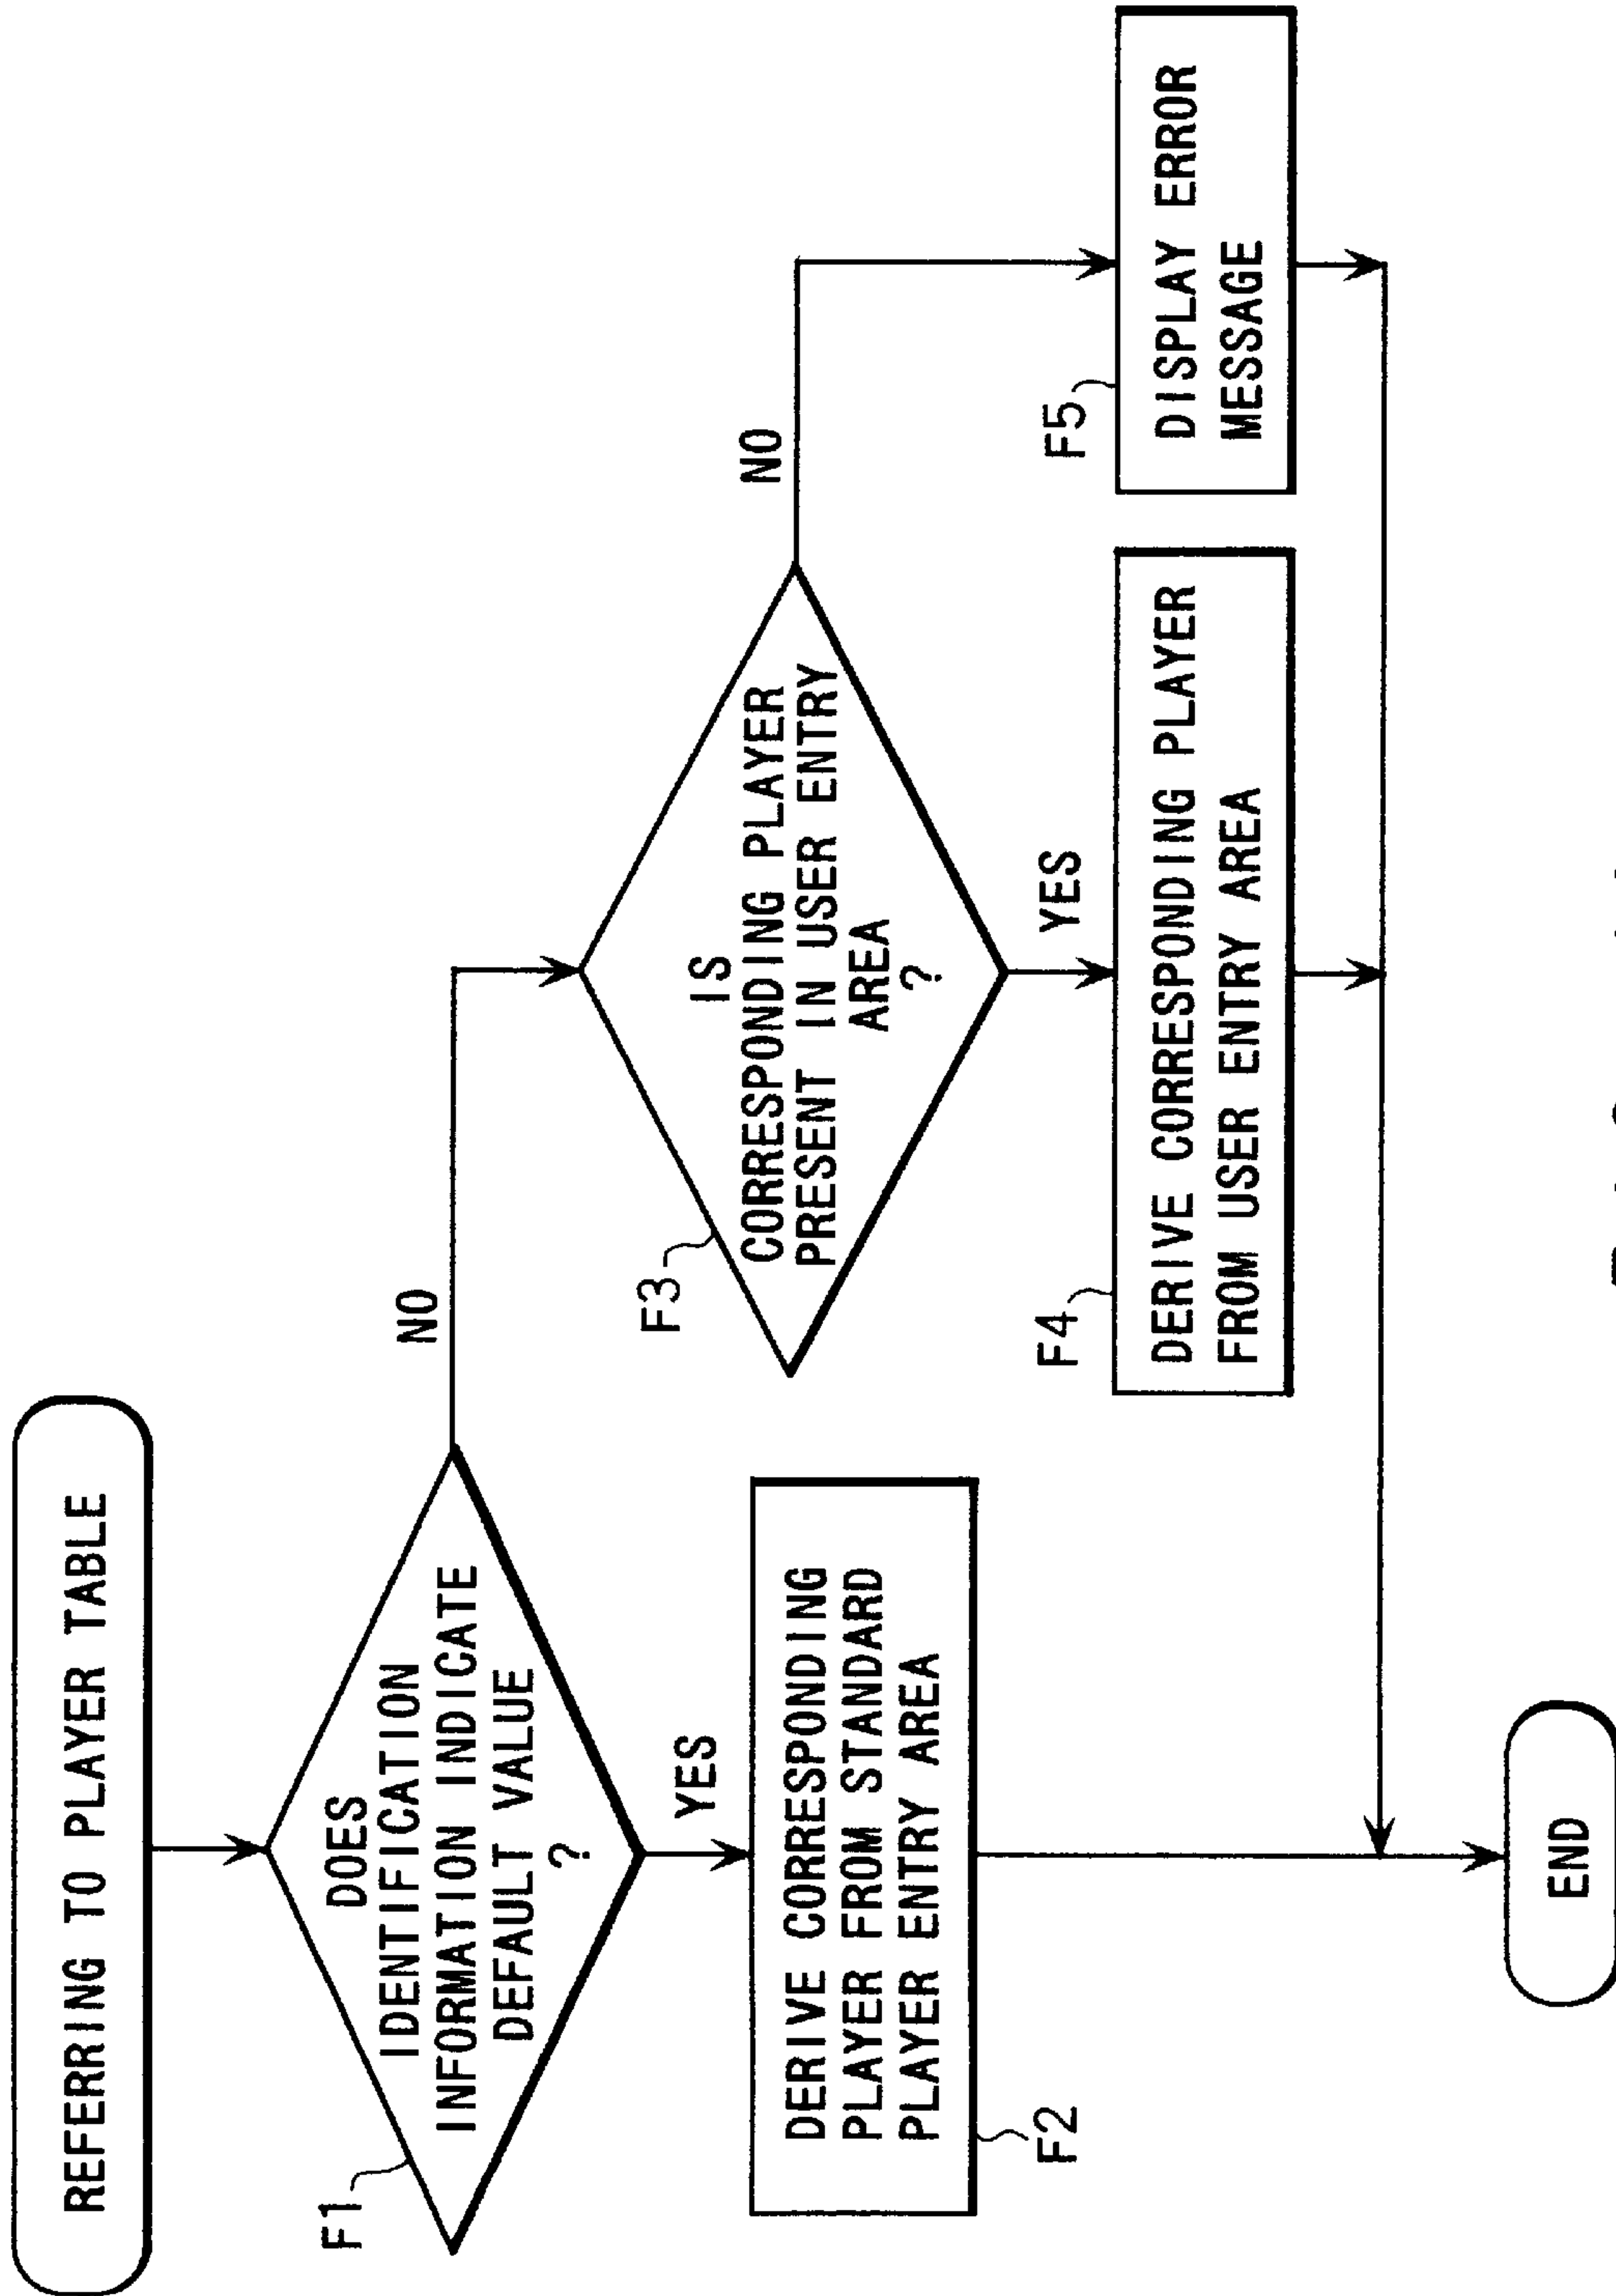 REFERRING TO PLAYER TABLE
F1
DOES
IDENTIFICATION
INFORMATION INDICATE
DEFAULT VALUE
?
NO
YES
F2
DERIVE CORRESPONDING
PLAYER FROM STANDARD
PLAYER ENTRY AREA
F3
IS
CORRESPONDING PLAYER
PRESENT IN USER ENTRY
AREA
?
NO
YES
F4
DERIVE CORRESPONDING PLAYER
FROM USER ENTRY AREA
F5
DISPLAY ERROR
MESSAGE
END